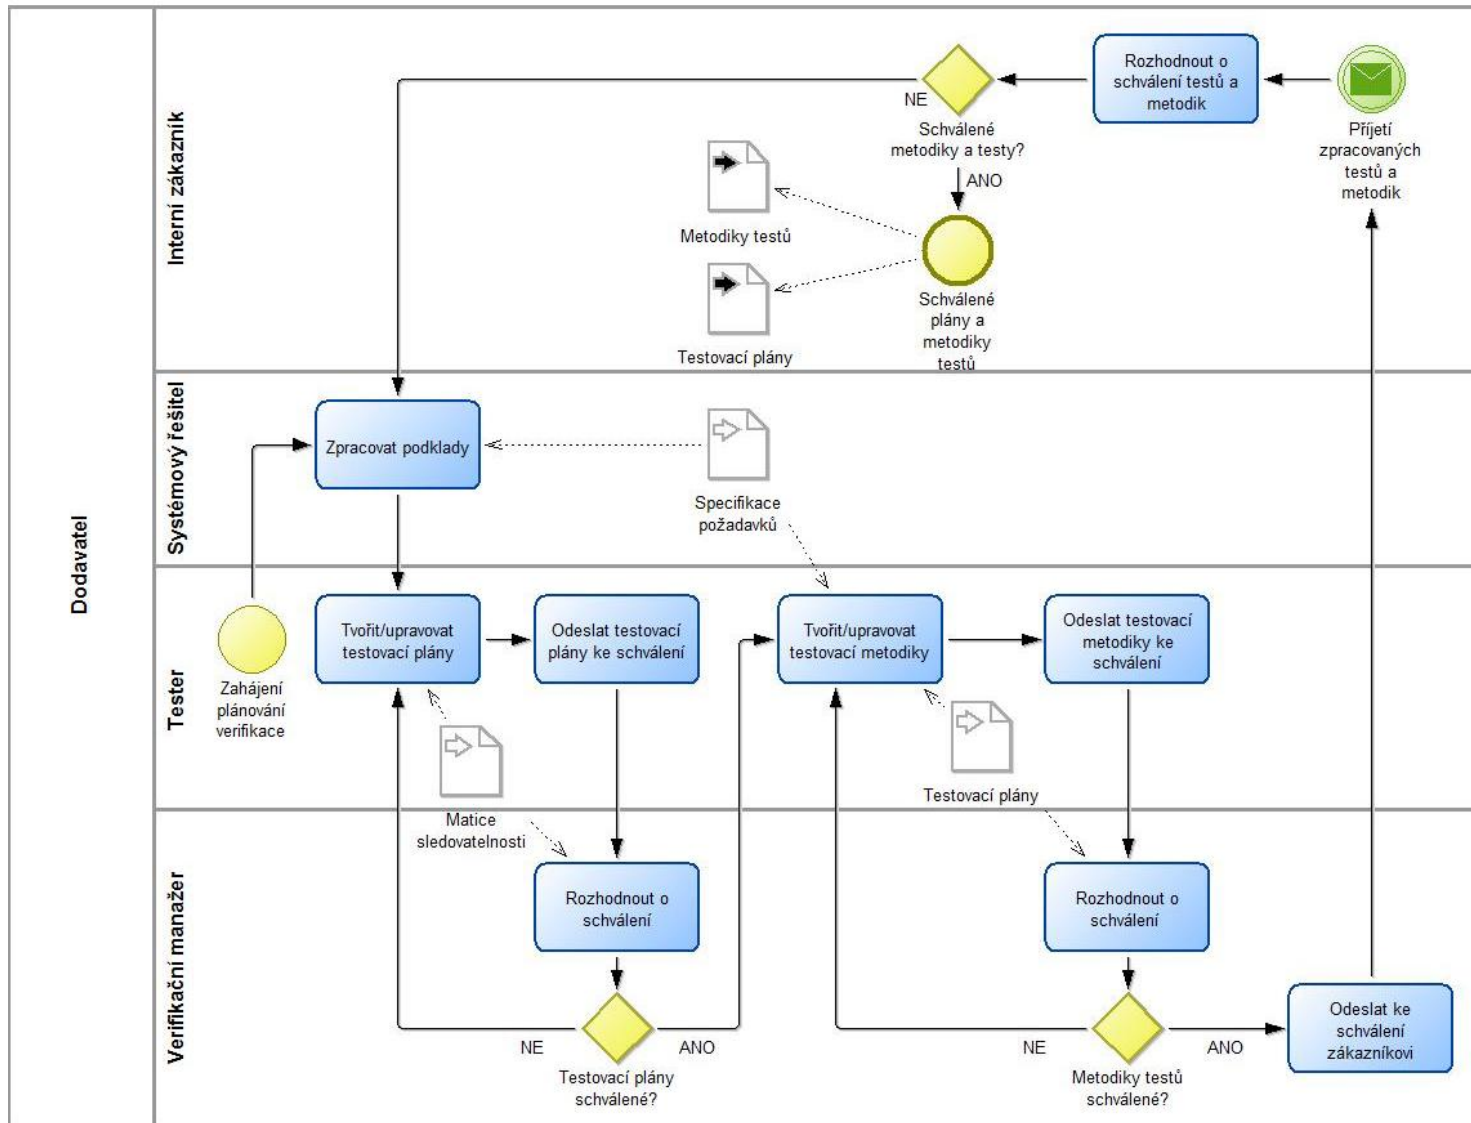 Dodavatel
Interní zákazník
NE
Schválené
metodiky a testy?
ANO
Rozhodnout o
schválení testů a
metodik
Příjetí
zpracovaných
testů a
metodik
Metodiky testů
Testovací plány
Schválené
plány a
metodiky
testů
Systémový řešitel
Zpracovat podklady
Specifikace
požadavků
Tester
Zahájení
plánování
verifikace
Tvořit/upravovat
testovací plány
Odeslat testovací
plány ke schválení
Tvořit/upravovat
testovací metodiky
Odeslat testovací
metodiky ke
schválení
Matice
sledovatelnosti
Testovací plány
Verifikační manažer
Rozhodnout o
schválení
NE
ANO
Testovací plány
schválené?
Rozhodnout o
schválení
NE
ANO
Metodiky testů
schválené?
Odeslat ke
schválení
zákazníkovi